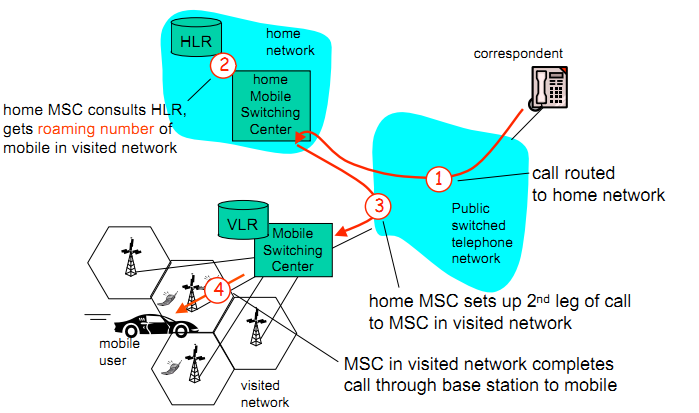 HLR
home
network
correspondent
2
home
Mobile
Switching
Center
home MSC consults HLR,
gets roaming number of
mobile in visited network
1
call routed
to home network
3
Public
switched
telephone
network
VLR
Mobile
Switching
Center
4
home MSC sets up 2nd leg of call
to MSC in visited network
mobile
user
MSC in visited network completes
call through base station to mobile
visited
network